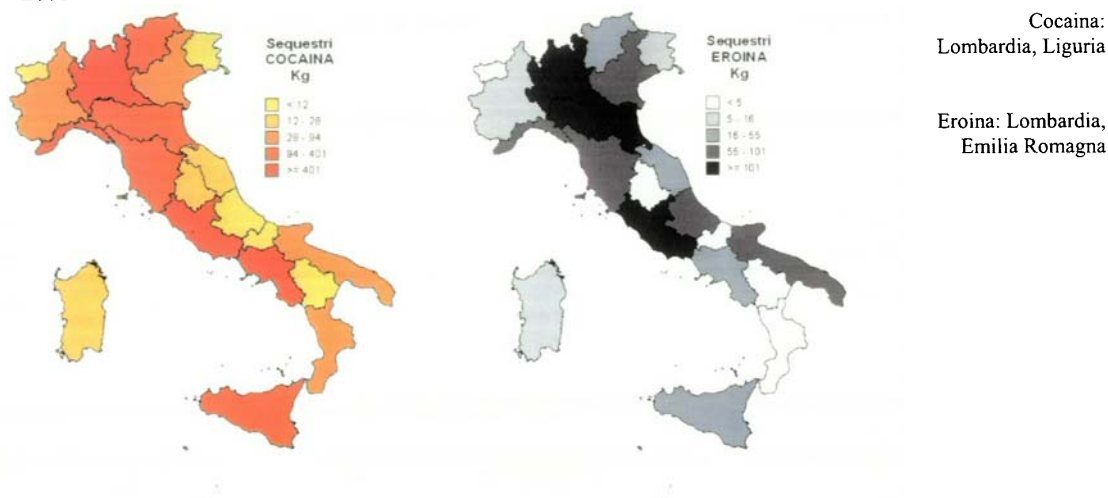 Sequestri
COCAINA
Kg
< 12
12 - 28
28 - 94
94 - 401
>= 401
Sequestri
EROINA
Kg
< 5
5 - 16
16 - 55
55 - 101
>= 101
Cocaina:
Lombardia, Liguria
Eroina: Lombardia,
Emilia Romagna